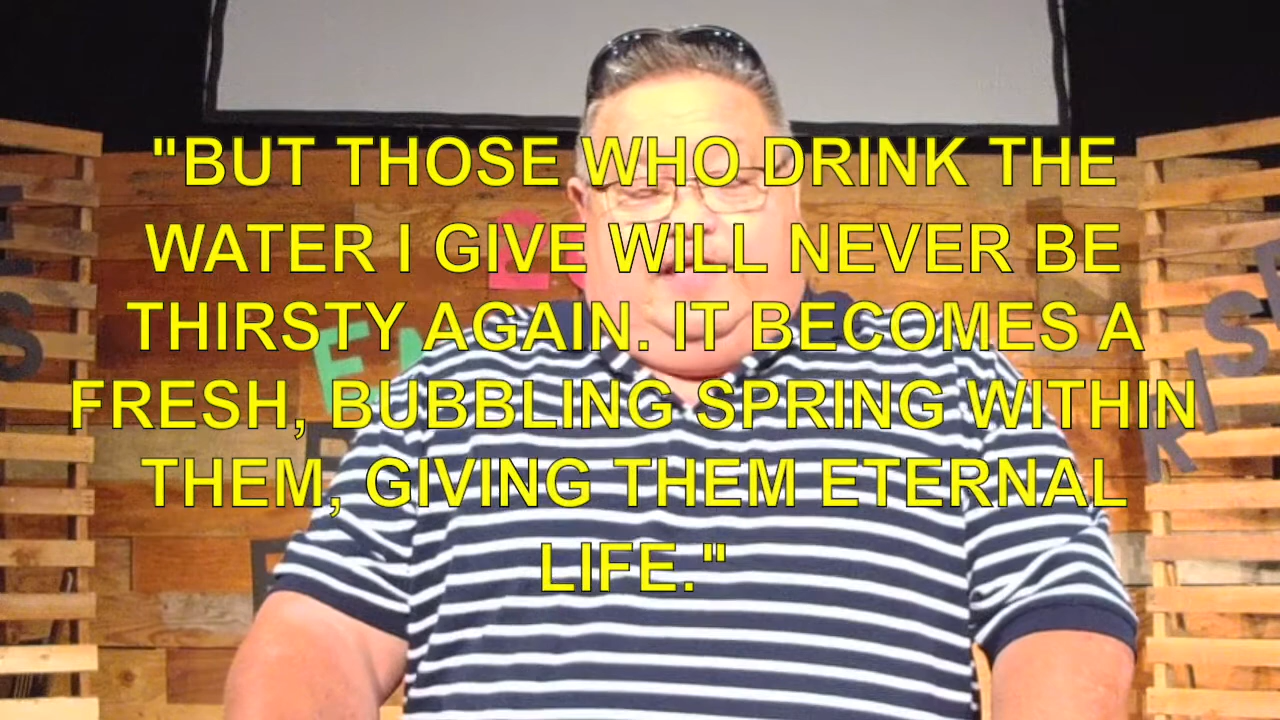 "BUT THOSE WHO DRINK THE
WATER I GIVE WILL NEVER BE
THIRSTY AGAIN. IT BECOMES A
FRESH, BUBBLING SPRING WITHIN
THEM, GIVING THEM ETERNAL
LIFE."